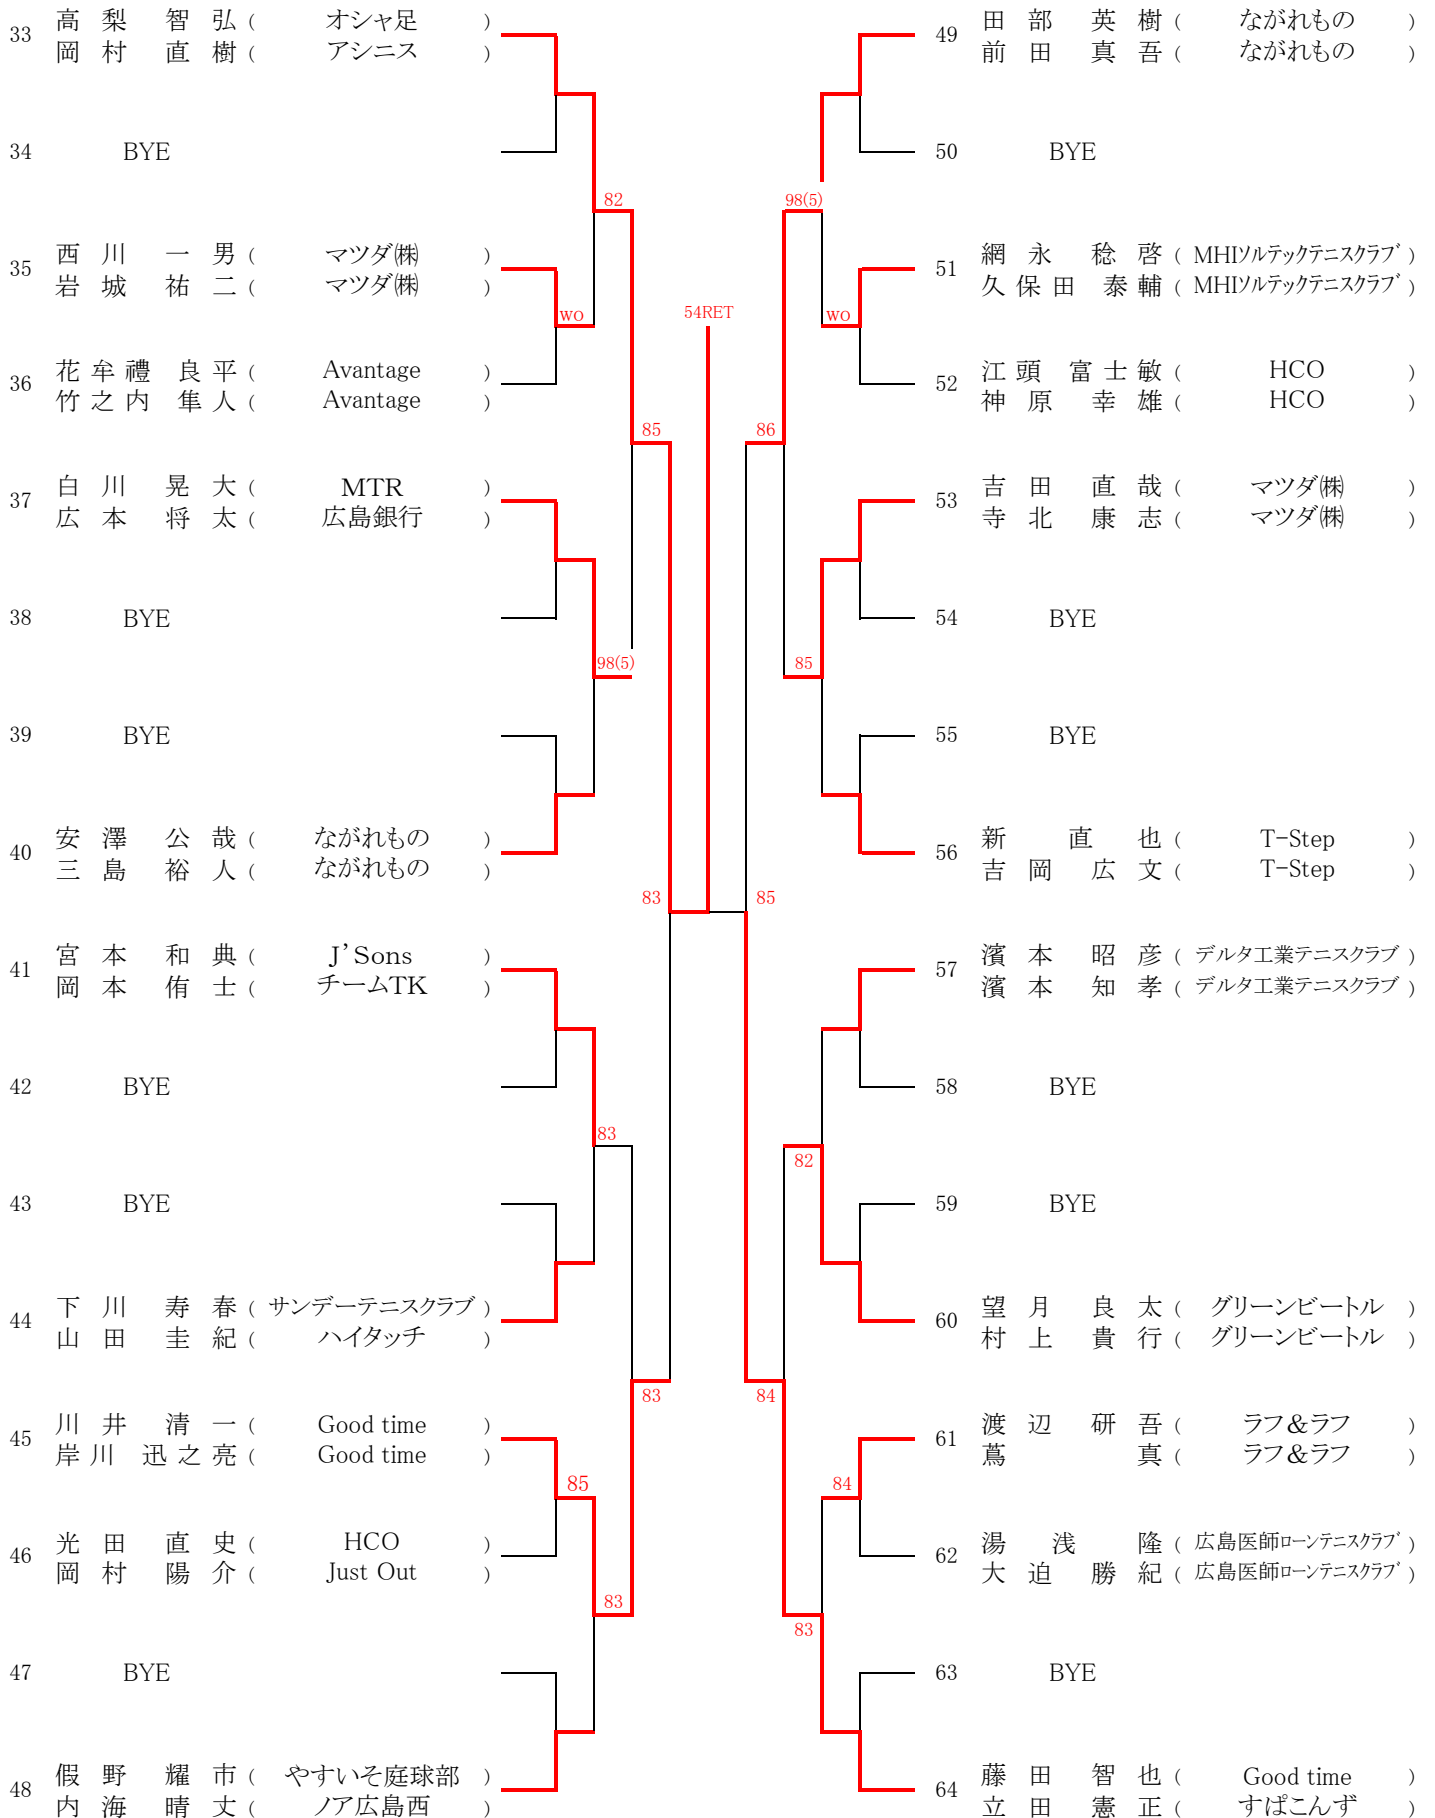 33 高梨 智弘 ( オシャ足 )
岡村 直樹 ( アシニス )
34 BYE
82
35 西川 一男 ( マツダ㈱ )
岩城 祐二 ( マツダ㈱ )
WO
36 花牟禮 良平 ( Avantage )
竹之内 隼人 ( Avantage )
85
37 白川 晃大 ( MTR )
広本 将太 ( 広島銀行 )
38 BYE
98(5)
39 BYE
40 安澤 公哉 ( ながれもの )
三島 裕人 ( ながれもの )
83
41 宮本 和典 ( J'Sons )
岡本 侑士 ( チームTK )
42 BYE
83
43 BYE
44 下川 寿春 ( サンデーテニスクラブ )
山田 圭紀 ( ハイタッチ )
83
45 川井 清一 ( Good time )
岸川 迅之亮 ( Good time )
85
46 光田 直史 ( HCO )
岡村 陽介 ( Just Out )
83
47 BYE
48 假野 耀市 ( やすいそ庭球部 )
内海 晴丈 ( ノア広島西 )
54RET
49 田部 英樹 ( ながれもの )
前田 真吾 ( ながれもの )
50 BYE
98(5)
51 網永 稔啓 ( MHIソルテックテニスクラブ )
久保田 泰輔 ( MHIソルテックテニスクラブ )
WO
52 江頭 富士敏 ( HCO )
神原 幸雄 ( HCO )
86
53 吉田 直哉 ( マツダ㈱ )
寺北 康志 ( マツダ㈱ )
54 BYE
85
55 BYE
56 新 直也 ( T-Step )
吉岡 広文 ( T-Step )
85
57 濱本 昭彦 ( デルタ工業テニスクラブ )
濱本 知孝 ( デルタ工業テニスクラブ )
58 BYE
82
59 BYE
60 望月 良太 ( グリーンビートル )
村上 貴行 ( グリーンビートル )
84
61 渡辺 研吾 ( ラフ&ラフ )
蔦 真 ( ラフ&ラフ )
84
62 湯浅 隆 ( 広島医師ローンテニスクラブ )
大迫 勝紀 ( 広島医師ローンテニスクラブ )
83
63 BYE
64 藤田 智也 ( Good time )
立田 憲正 ( すぱこんず )